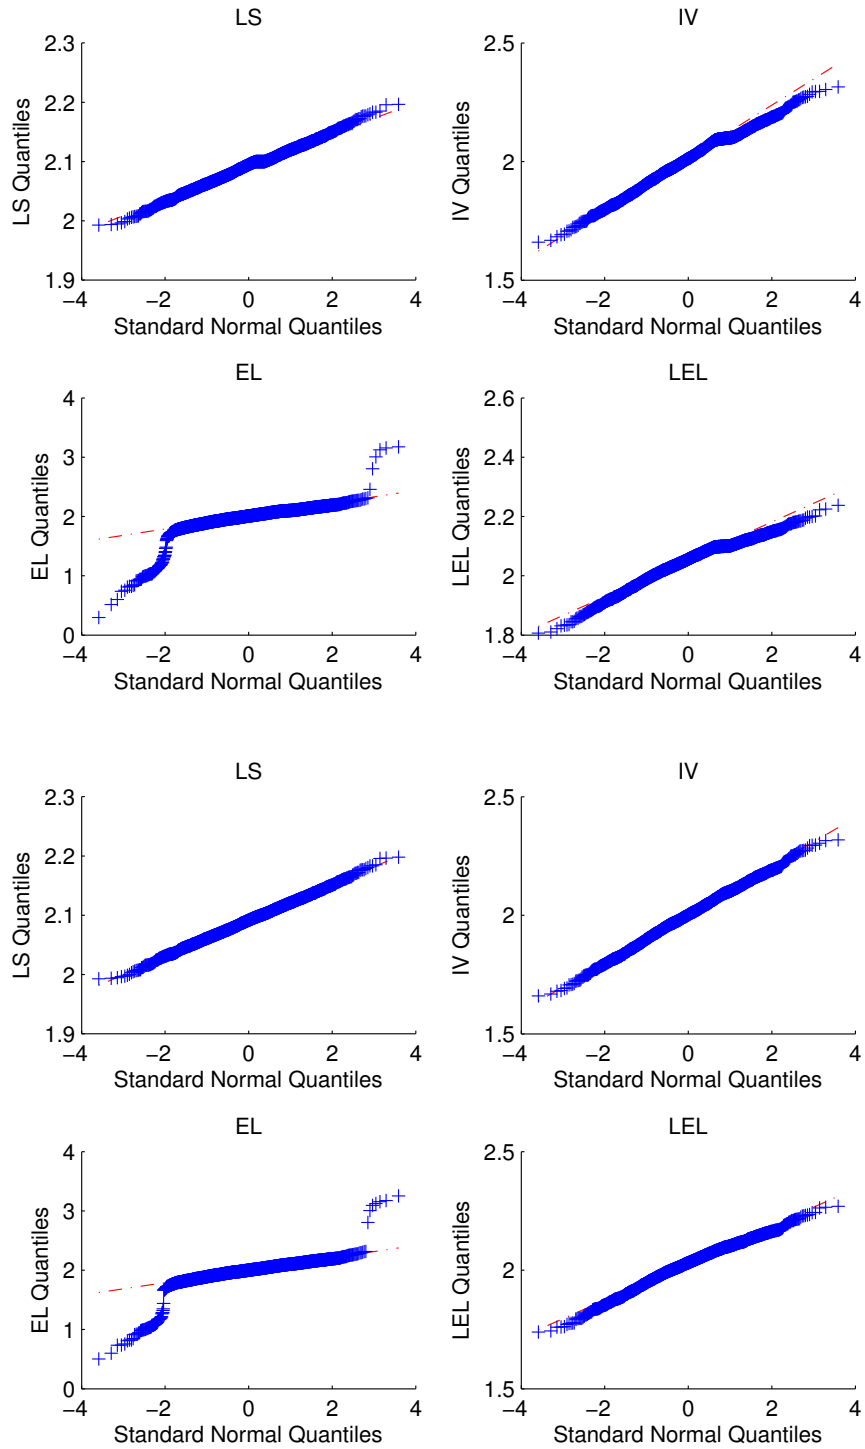 LS
2.3
2.2
2.1
2
1.9
LS Quantiles
−4 −2 0 2 4
Standard Normal Quantiles
IV
2.5
2
1.5
IV Quantiles
−4 −2 0 2 4
Standard Normal Quantiles
EL
4
3
2
1
0
EL Quantiles
−4 −2 0 2 4
Standard Normal Quantiles
LEL
2.6
2.4
2.2
2
1.8
LEL Quantiles
−4 −2 0 2 4
Standard Normal Quantiles
LS
2.3
2.2
2.1
2
1.9
LS Quantiles
−4 −2 0 2 4
Standard Normal Quantiles
IV
2.5
2
1.5
IV Quantiles
−4 −2 0 2 4
Standard Normal Quantiles
EL
4
3
2
1
0
EL Quantiles
−4 −2 0 2 4
Standard Normal Quantiles
LEL
2.5
2
1.5
LEL Quantiles
−4 −2 0 2 4
Standard Normal Quantiles